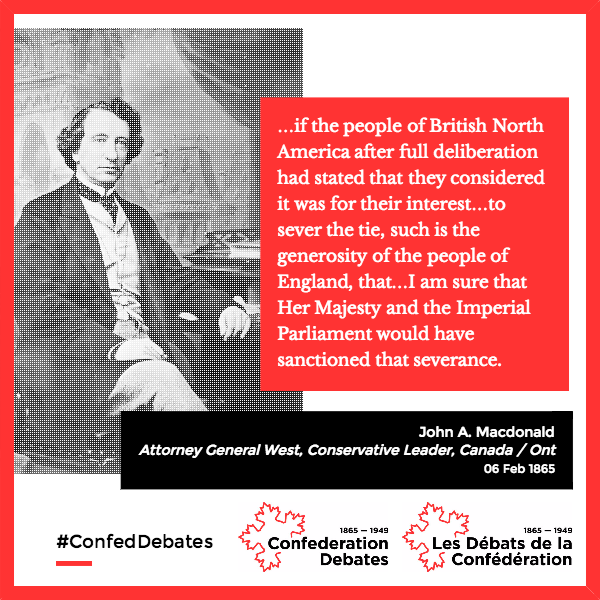 ...if the people of British North
America after full deliberation
had stated that they considered
it was for their interest...to
sever the tie, such is the
generosity of the people of
England, that...I am sure that
Her Majesty and the Imperial
Parliament would have
sanctioned that severance.
John A. Macdonald
Attorney General West, Conservative Leader, Canada / Ont
06 Feb 1865
#ConfedDebates
1865 — 1949
Confederation
Debates
1865 — 1949
Les Débats de la
Confédération